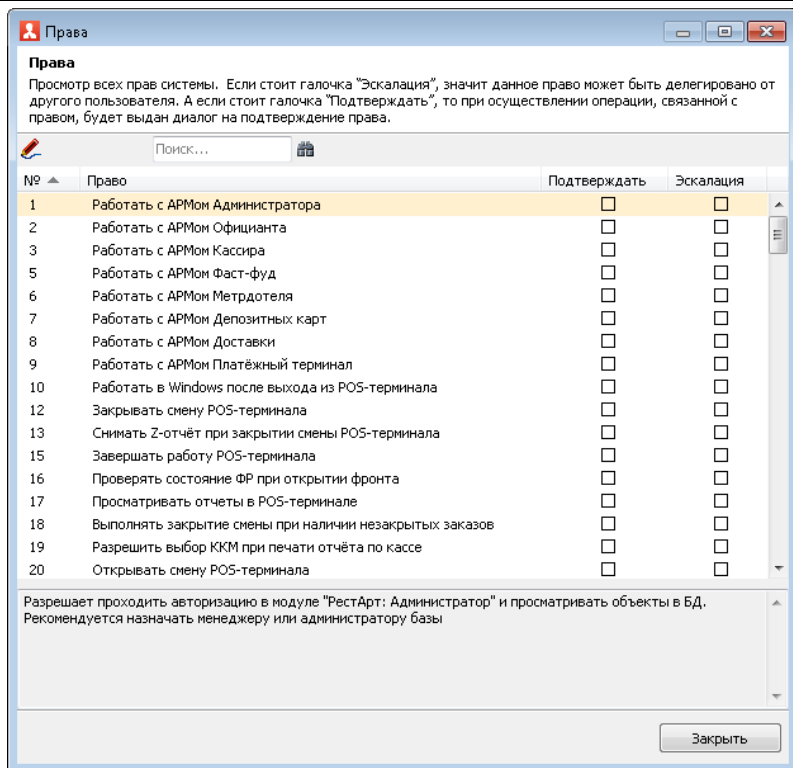 Права
Права
Просмотр всех прав системы. Если стоит галочка "Эскалация", значит данное право может быть делегировано от
другого пользователя. А если стоит галочка "Подтверждать", то при осуществлении операции, связанной с
правом, будет выдан диалог на подтверждение права.
Поиск...
№ Право Подтверждать Эскалация
1 Работать с АРМом Администратора
2 Работать с АРМом Официанта
3 Работать с АРМом Кассира
5 Работать с АРМом Фаст-фуд
6 Работать с АРМом Метрдотеля
7 Работать с АРМом Депозитных карт
8 Работать с АРМом Доставки
9 Работать с АРМом Платёжный терминал
10 Работать в Windows после выхода из POS-терминала
12 Закрывать смену POS-терминала
13 Снимать Z-отчёт при закрытии смены POS-терминала
15 Завершать работу POS-терминала
16 Проверять состояние ФР при открытии фронта
17 Просматривать отчеты в POS-терминале
18 Выполнять закрытие смены при наличии незакрытых заказов
19 Разрешить выбор ККМ при печати отчёта по кассе
20 Открывать смену POS-терминала
Разрешает проходить авторизацию в модуле "РестАрт: Администратор" и просматривать объекты в БД.
Рекомендуется назначать менеджеру или администратору базы
Закрыть